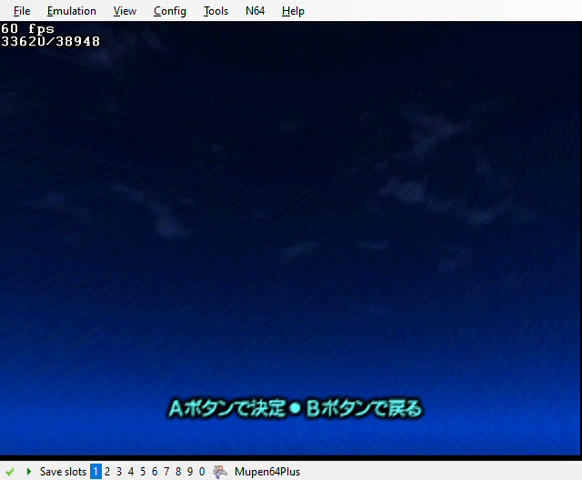 File Emulation View Config Tools N64 Help
60 fps
33620/38948
Aボタンで決定●Bボタンで戻る
Save slots 1 2 3 4 5 6 7 8 9 0 Mupen64Plus